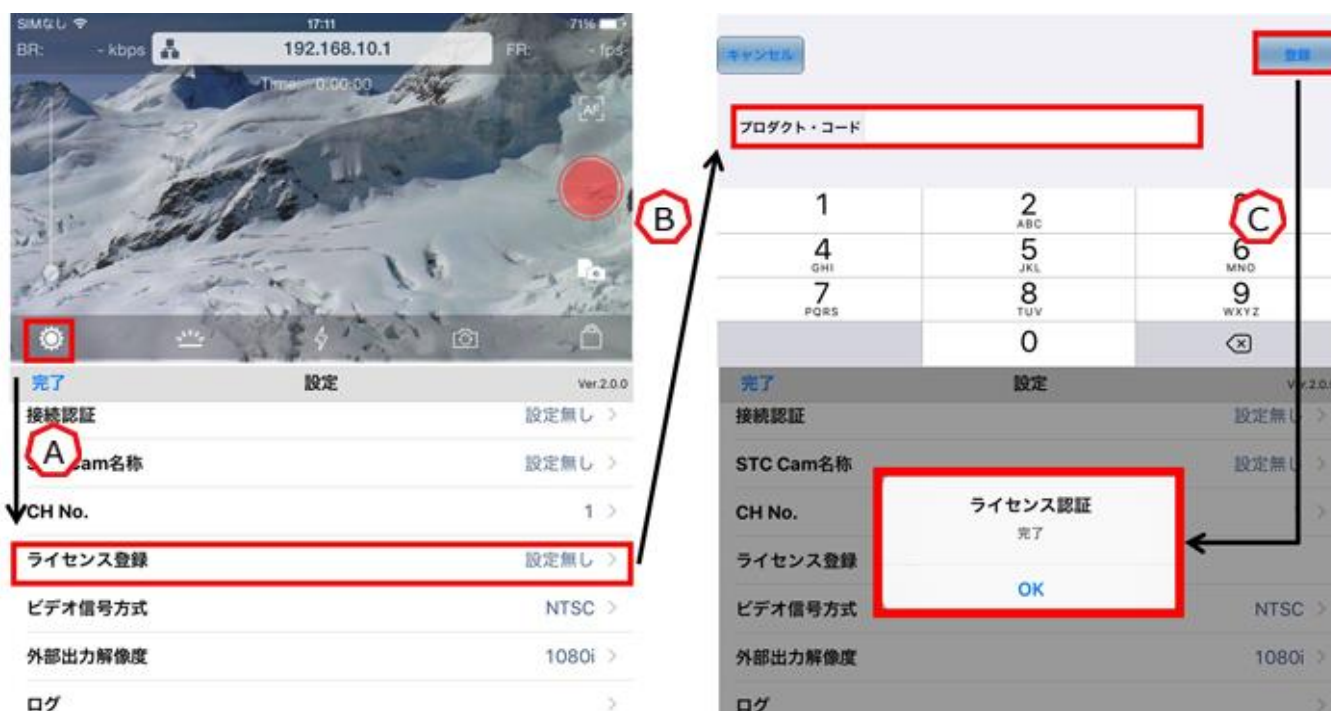 SIMなし 17:11 71%
BR: - kbps 192.168.10.1 FR: - fps
Time: 0:00:00
AF
完了 設定 Ver.2.0.0
接続認証 設定無し
A
am名称 設定無し
CH No. 1
ライセンス登録 設定無し
ビデオ信号方式 NTSC
外部出力解像度 1080i
ログ
B
キャンセル 登録
プロダクト・コード
1 2
ABC
C
4 5 6
GHI JKL MNO
7 8 9
PQRS TUV WXYZ
0
完了 設定
接続認証 設定無
STC Cam名称 設定無し
CH No.
ライセンス登録
ビデオ信号方式 NTSC
外部出力解像度 1080i
ログ
ライセンス認証
完了
OK